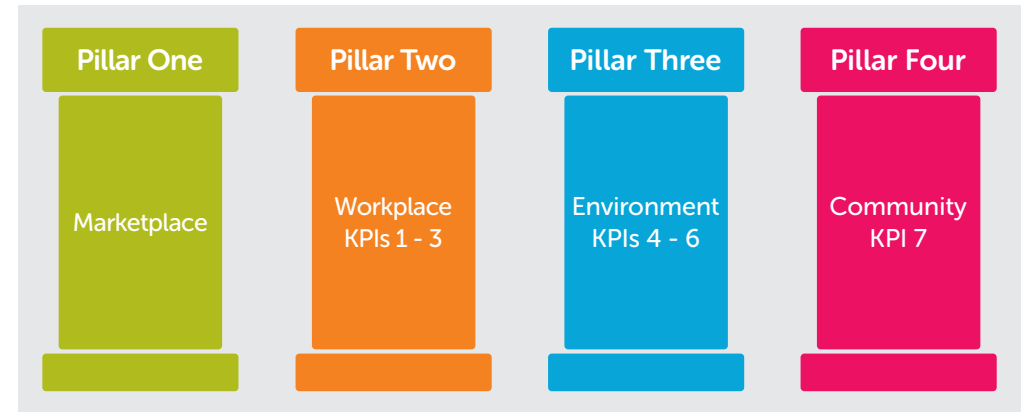 Pillar One
Marketplace
Pillar Two
Workplace
KPIs 1 - 3
Pillar Three
Environment
KPIs 4 - 6
Pillar Four
Community
KPI 7